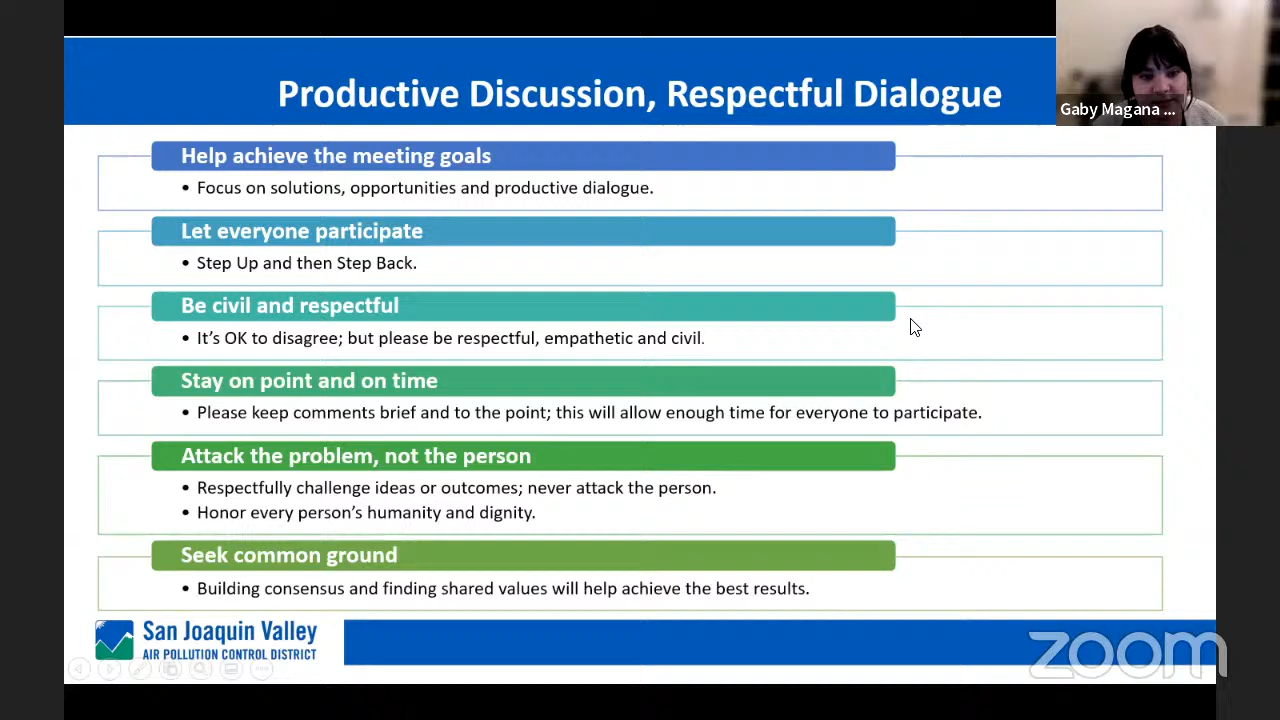 Productive Discussion, Respectful Dialogue
Gaby Magana ...
Help achieve the meeting goals
• Focus on solutions, opportunities and productive dialogue.
Let everyone participate
• Step Up and then Step Back.
Be civil and respectful
• It’s OK to disagree; but please be respectful, empathetic and civil.
Stay on point and on time
• Please keep comments brief and to the point; this will allow enough time for everyone to participate.
Attack the problem, not the person
• Respectfully challenge ideas or outcomes; never attack the person.
• Honor every person’s humanity and dignity.
Seek common ground
• Building consensus and finding shared values will help achieve the best results.
San Joaquin Valley
AIR POLLUTION CONTROL DISTRICT
zoom